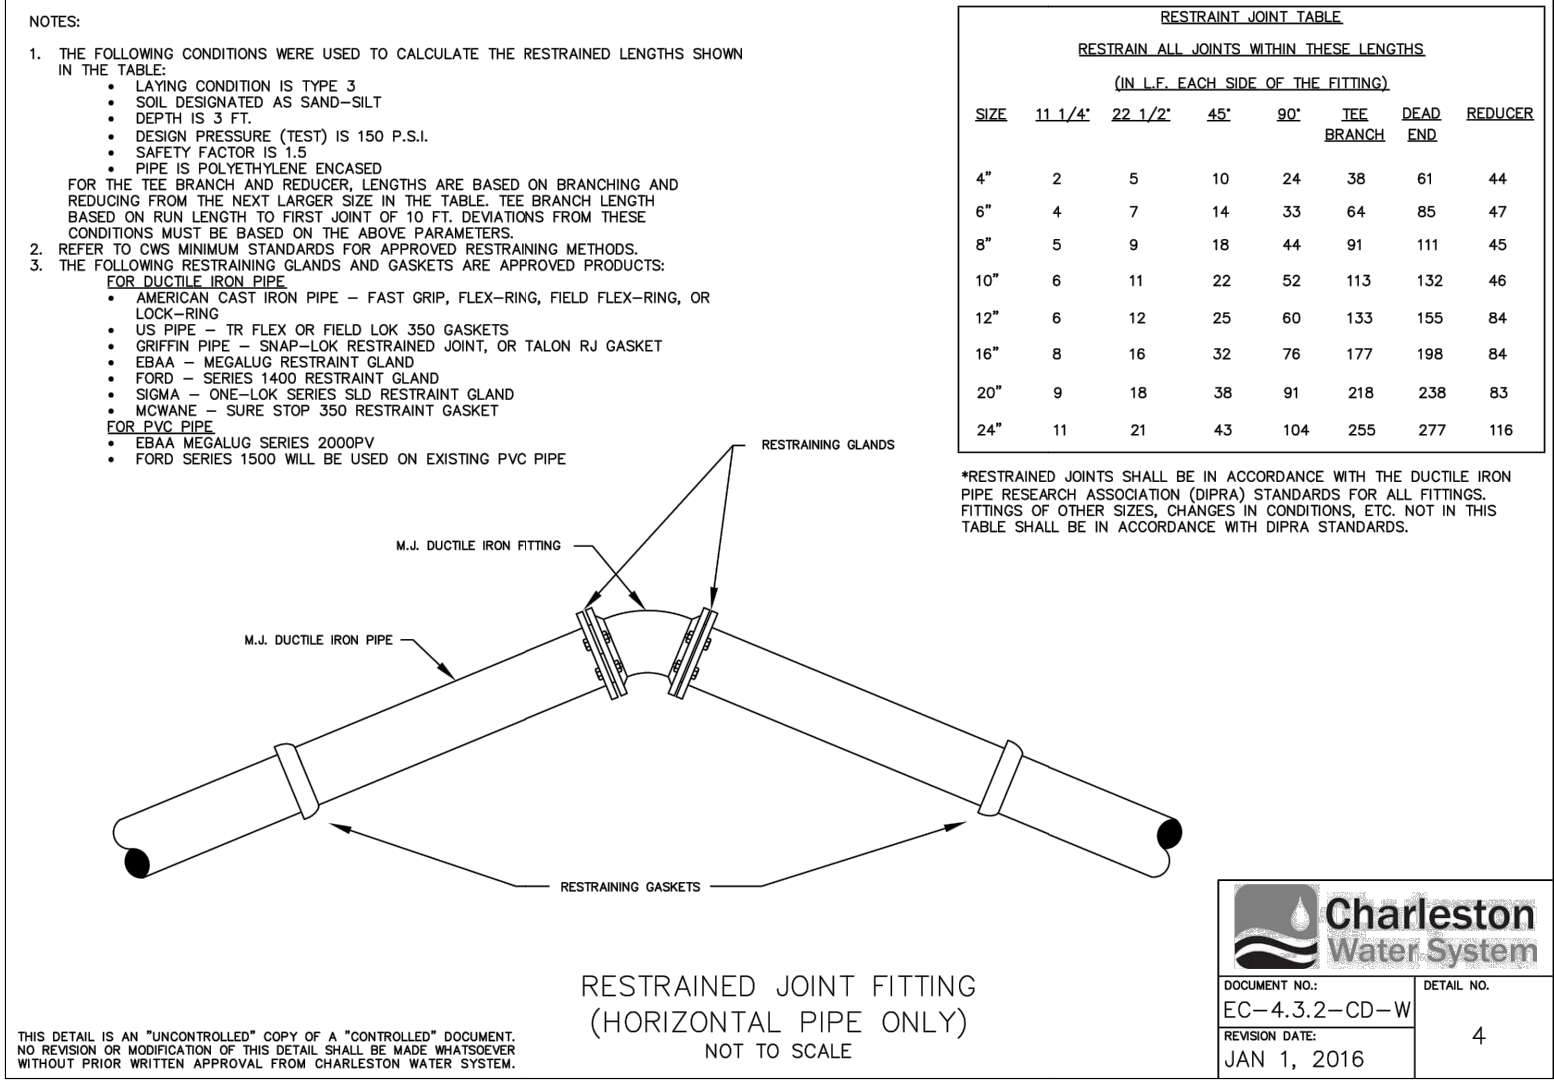 NOTES:
1. THE FOLLOWING CONDITIONS WERE USED TO CALCULATE THE RESTRAINED LENGTHS SHOWN
IN THE TABLE:
• LAYING CONDITION IS TYPE 3
• SOIL DESIGNATED AS SAND-SILT
• DEPTH IS 3 FT.
• DESIGN PRESSURE (TEST) IS 150 P.S.I.
• SAFETY FACTOR IS 1.5
• PIPE IS POLYETHYLENE ENCASED
FOR THE TEE BRANCH AND REDUCER, LENGTHS ARE BASED ON BRANCHING AND
REDUCING FROM THE NEXT LARGER SIZE IN THE TABLE. TEE BRANCH LENGTH
BASED ON RUN LENGTH TO FIRST JOINT OF 10 FT. DEVIATIONS FROM THESE
CONDITIONS MUST BE BASED ON THE ABOVE PARAMETERS.
2. REFER TO CWS MINIMUM STANDARDS FOR APPROVED RESTRAINING METHODS.
3. THE FOLLOWING RESTRAINING GLANDS AND GASKETS ARE APPROVED PRODUCTS:
FOR DUCTILE IRON PIPE
• AMERICAN CAST IRON PIPE – FAST GRIP, FLEX-RING, FIELD FLEX-RING, OR
LOCK-RING
• US PIPE – TR FLEX OR FIELD LOK 350 GASKETS
• GRIFFIN PIPE – SNAP-LOK RESTRAINED JOINT, OR TALON RJ GASKET
• EBAA – MEGALUG RESTRAINT GLAND
• FORD – SERIES 1400 RESTRAINT GLAND
• SIGMA – ONE-LOK SERIES SLD RESTRAINT GLAND
• MCWANE – SURE STOP 350 RESTRAINT GASKET
FOR PVC PIPE
• EBAA MEGALUG SERIES 2000PV
• FORD SERIES 1500 WILL BE USED ON EXISTING PVC PIPE
RESTRAINT JOINT TABLE
RESTRAIN ALL JOINTS WITHIN THESE LENGTHS
(IN L.F. EACH SIDE OF THE FITTING)
SIZE 11 1/4° 22 1/2° 45° 90° TEE DEAD REDUCER
BRANCH END
4" 2 5 10 24 38 61 44
6" 4 7 14 33 64 85 47
8" 5 9 18 44 91 111 45
10" 6 11 22 52 113 132 46
12" 6 12 25 60 133 155 84
16" 8 16 32 76 177 198 84
20" 9 18 38 91 218 238 83
24" 11 21 43 104 255 277 116
*RESTRAINED JOINTS SHALL BE IN ACCORDANCE WITH THE DUCTILE IRON
PIPE RESEARCH ASSOCIATION (DIPRA) STANDARDS FOR ALL FITTINGS.
FITTINGS OF OTHER SIZES, CHANGES IN CONDITIONS, ETC. NOT IN THIS
TABLE SHALL BE IN ACCORDANCE WITH DIPRA STANDARDS.
RESTRAINING GLANDS
M.J. DUCTILE IRON FITTING
M.J. DUCTILE IRON PIPE
RESTRAINING GASKETS
RESTRAINED JOINT FITTING
(HORIZONTAL PIPE ONLY)
NOT TO SCALE
THIS DETAIL IS AN "UNCONTROLLED" COPY OF A "CONTROLLED" DOCUMENT.
NO REVISION OR MODIFICATION OF THIS DETAIL SHALL BE MADE WHATSOEVER
WITHOUT PRIOR WRITTEN APPROVAL FROM CHARLESTON WATER SYSTEM.
Charleston
Water System
DOCUMENT NO.: DETAIL NO.
EC-4.3.2-CD-W
REVISION DATE: 4
JAN 1, 2016